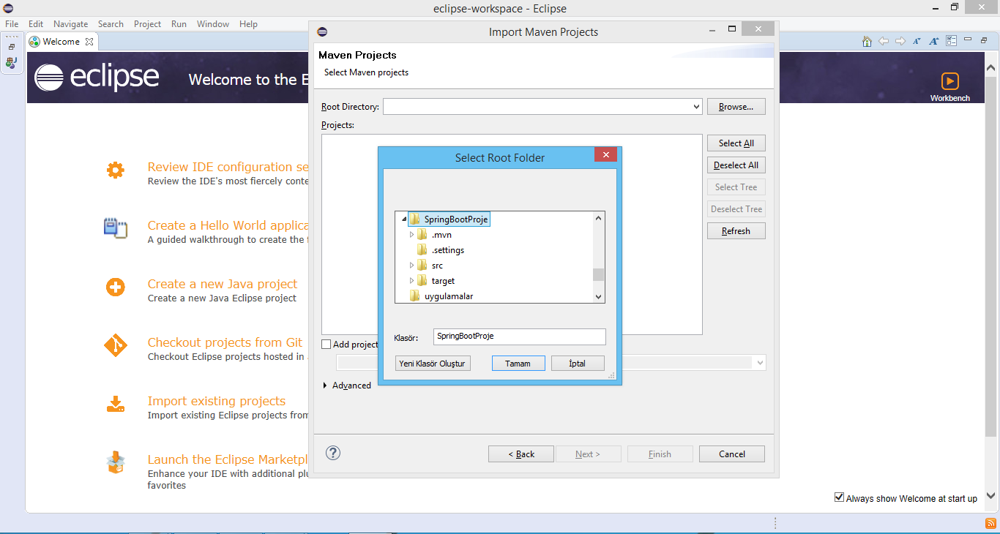 eclipse-workspace - Eclipse
File Edit Navigate Search Project Run Window Help
Welcome
eclipse
Welcome to the E
Workbench
Review IDE configuration se
Review the IDE's most fiercely conte
Create a Hello World applica
A guided walkthrough to create the f
Create a new Java project
Create a new Java Eclipse project
Checkout projects from Git
Checkout Eclipse projects hosted in
Import existing projects
Import existing Eclipse projects from
Launch the Eclipse Marketpl
Enhance your IDE with additional plu
favorites
Always show Welcome at start up
Import Maven Projects
Maven Projects
Select Maven projects
Root Directory:
Browse...
Projects:
Select All
Deselect All
Select Tree
Deselect Tree
Refresh
Add project
Advanced
< Back
Next >
Finish
Cancel
Select Root Folder
SpringBootProje
.mvn
.settings
src
target
uygulamalar
Klasör: SpringBootProje
Yeni Klasör Oluştur
Tamam
İptal